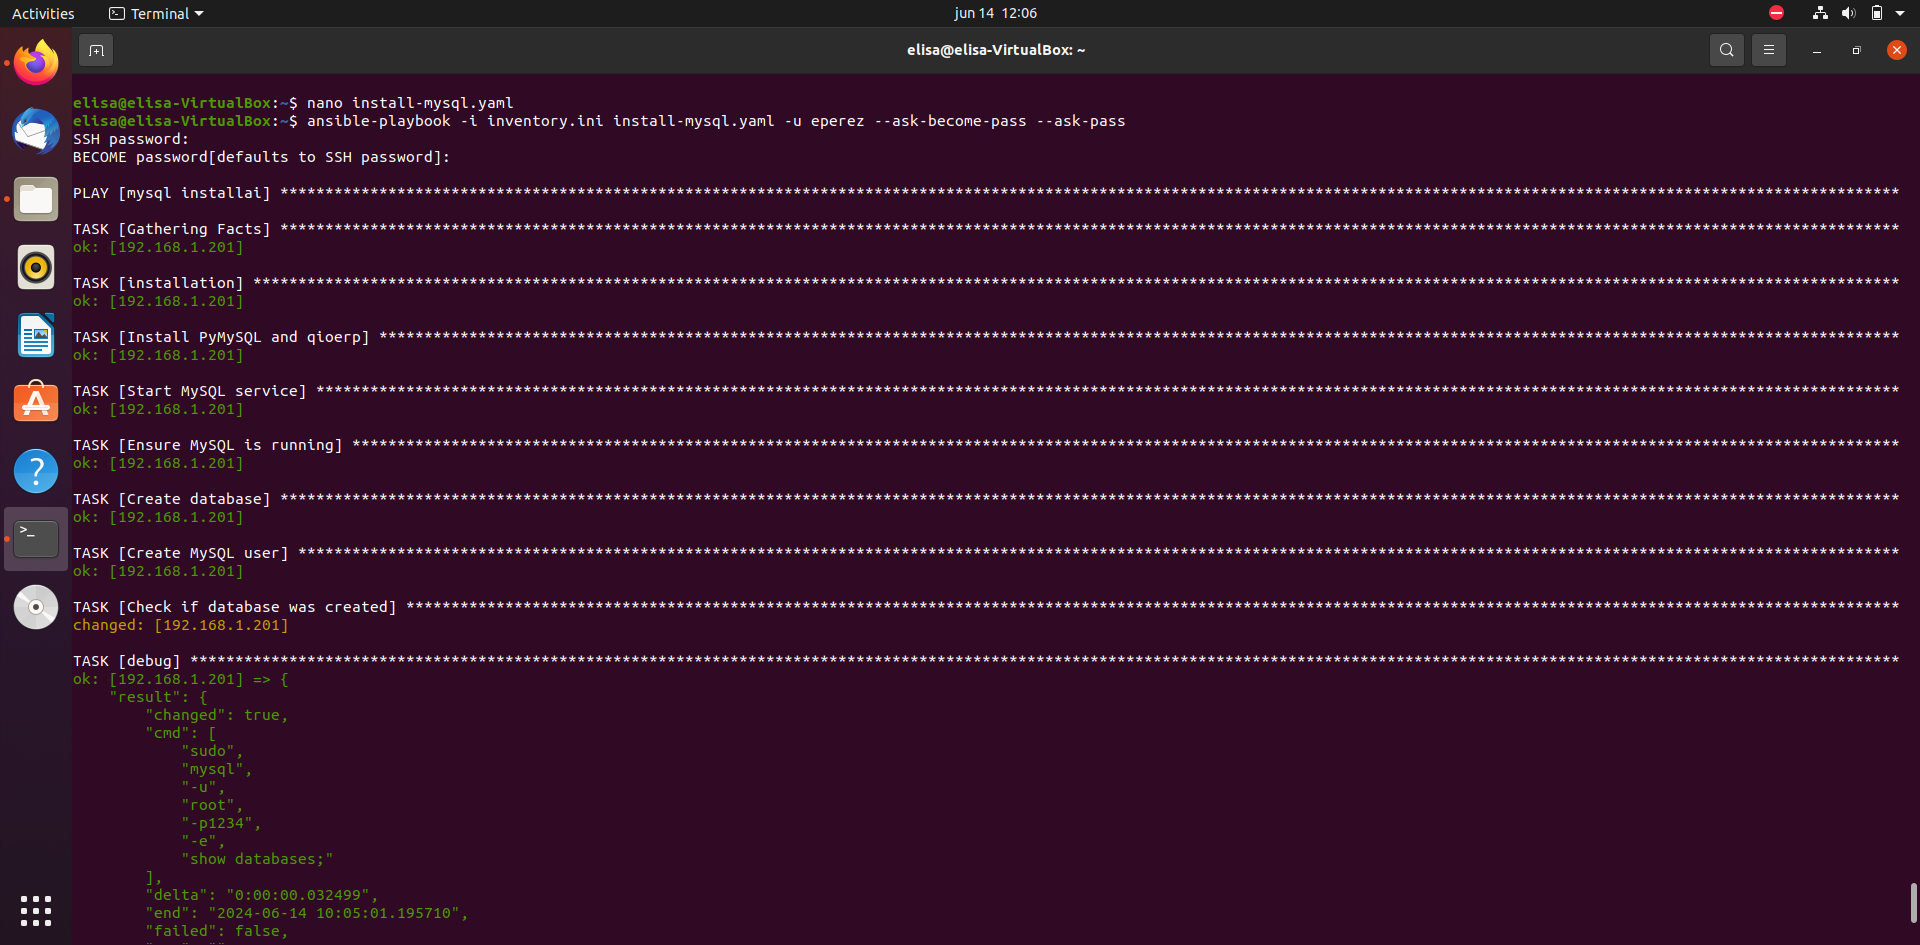 Activities Terminal jun 14 12:06
elisa@elisa-VirtualBox: ~
elisa@elisa-VirtualBox:~$ nano install-mysql.yaml
elisa@elisa-VirtualBox:~$ ansible-playbook -i inventory.ini install-mysql.yaml -u eperez --ask-become-pass --ask-pass
SSH password:
BECOME password[defaults to SSH password]:
PLAY [mysql installai] ************************************************************************************************************************************************************************************
TASK [Gathering Facts] ************************************************************************************************************************************************************************************
ok: [192.168.1.201]
TASK [installation] ***************************************************************************************************************************************************************************************
ok: [192.168.1.201]
TASK [Install PyMySQL and qioerp] *************************************************************************************************************************************************************************
ok: [192.168.1.201]
TASK [Start MySQL service] ********************************************************************************************************************************************************************************
ok: [192.168.1.201]
TASK [Ensure MySQL is running] ****************************************************************************************************************************************************************************
ok: [192.168.1.201]
TASK [Create database] ************************************************************************************************************************************************************************************
ok: [192.168.1.201]
TASK [Create MySQL user] **********************************************************************************************************************************************************************************
ok: [192.168.1.201]
TASK [Check if database was created] **********************************************************************************************************************************************************************
changed: [192.168.1.201]
TASK [debug] **********************************************************************************************************************************************************************************************
ok: [192.168.1.201] => {
"result": {
"changed": true,
"cmd": [
"sudo",
"mysql",
"-u",
"root",
"-p1234",
"-e",
"show databases;"
],
"delta": "0:00:00.032499",
"end": "2024-06-14 10:05:01.195710",
"failed": false,